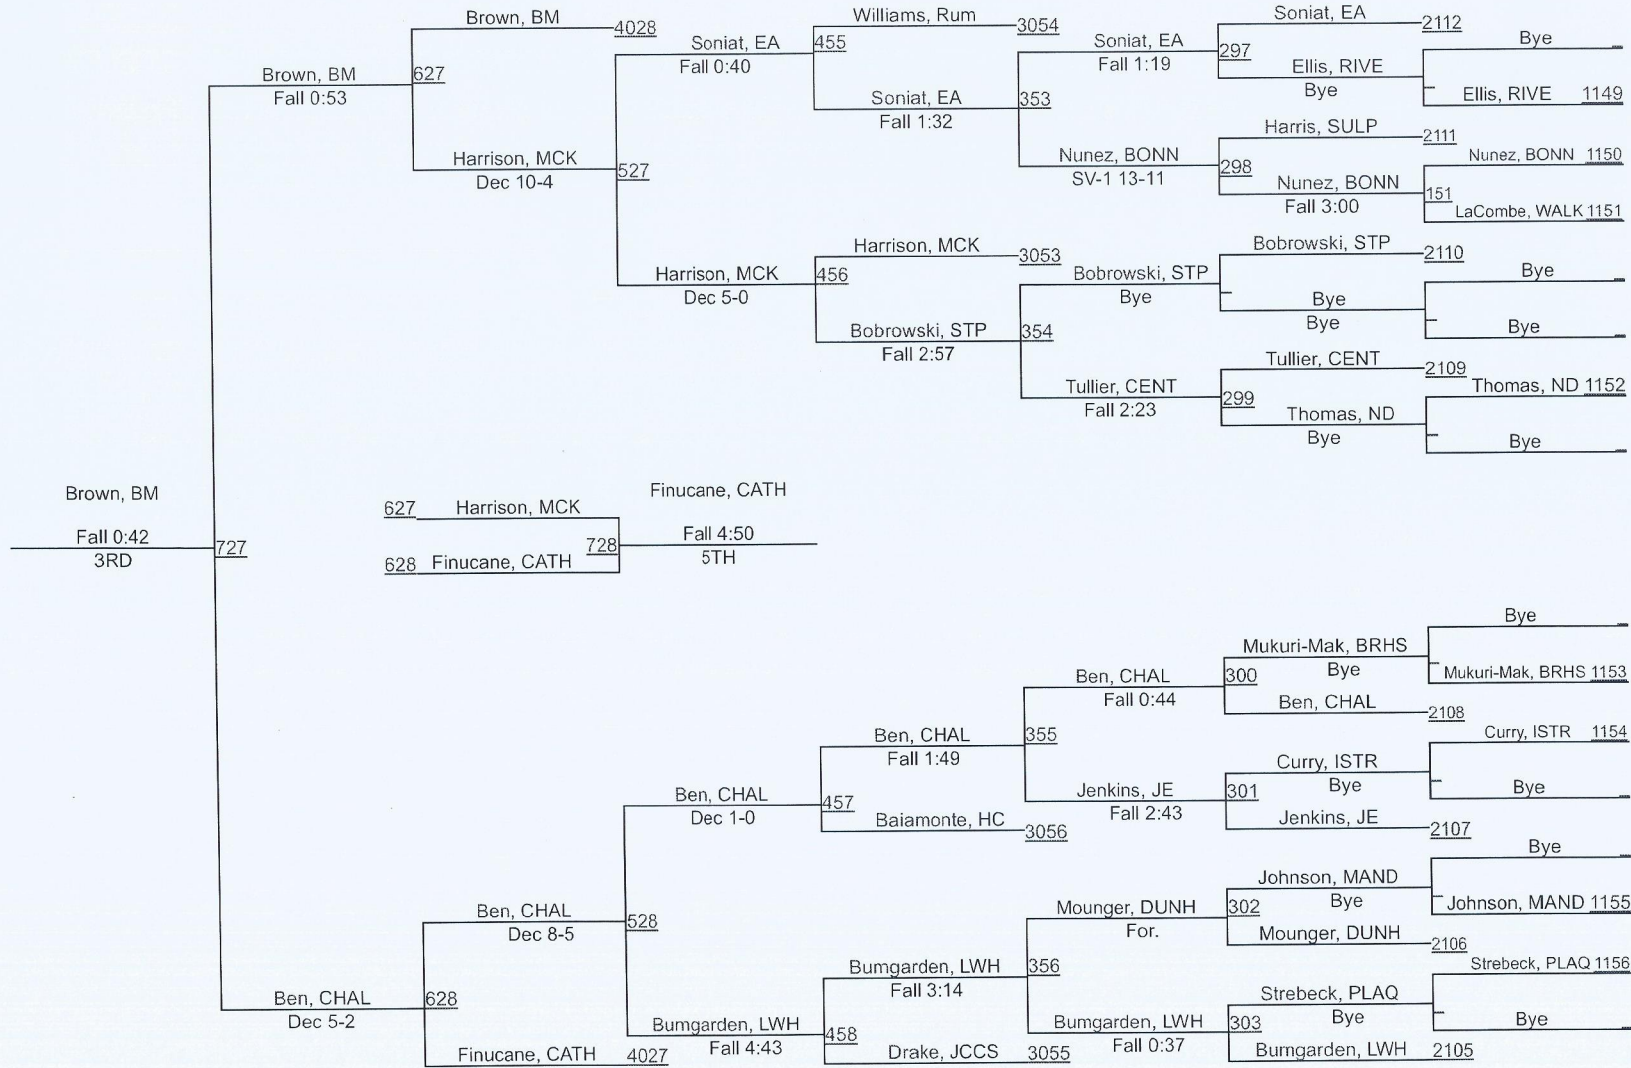 Brown, BM
4028
Williams, Rum
3054
Soniat, EA
2112
Bye
Soniat, EA
455
Fall 0:40
Soniat, EA
297
Fall 1:19
Ellis, RIVE
Bye
Ellis, RIVE 1149
Brown, BM
627
Fall 0:53
Soniat, EA
353
Fall 1:32
Harris, SULP
2111
Harrison, MCK
527
Dec 10-4
Nunez, BONN
298
SV-1 13-11
Nunez, BONN 1150
Nunez, BONN
151
Fall 3:00
LaCombe, WALK 1151
Harrison, MCK
3053
Bobrowski, STP
2110
Harrison, MCK
456
Dec 5-0
Bobrowski, STP
Bye
Bye
Bye
Bye
Bye
Bobrowski, STP
354
Fall 2:57
Tullier, CENT
2109
Tullier, CENT
299
Fall 2:23
Thomas, ND 1152
Thomas, ND
Bye
Bye
Brown, BM
Fall 0:42
3RD
727
627
Harrison, MCK
628
Finucane, CATH
728
Finucane, CATH
Fall 4:50
5TH
Bye
Mukuri-Mak, BRHS
Bye
Mukuri-Mak, BRHS 1153
Ben, CHAL
300
Fall 0:44
Ben, CHAL
2108
Ben, CHAL
355
Fall 1:49
Curry, ISTR 1154
Curry, ISTR
Bye
Bye
Ben, CHAL
457
Dec 1-0
Jenkins, JE
301
Fall 2:43
Baiamonte, HC
3056
Jenkins, JE
2107
Bye
Johnson, MAND
Bye
Johnson, MAND 1155
Ben, CHAL
528
Dec 8-5
Mounger, DUNH
302
For.
Mounger, DUNH
2106
Bumgarden, LWH
356
Fall 3:14
Strebeck, PLAQ 1156
Ben, CHAL
628
Dec 5-2
Strebeck, PLAQ
Bye
Bye
Bumgarden, LWH
458
Fall 4:43
Bumgarden, LWH
303
Fall 0:37
Finucane, CATH
4027
Drake, JCCS
3055
Bumgarden, LWH
2105